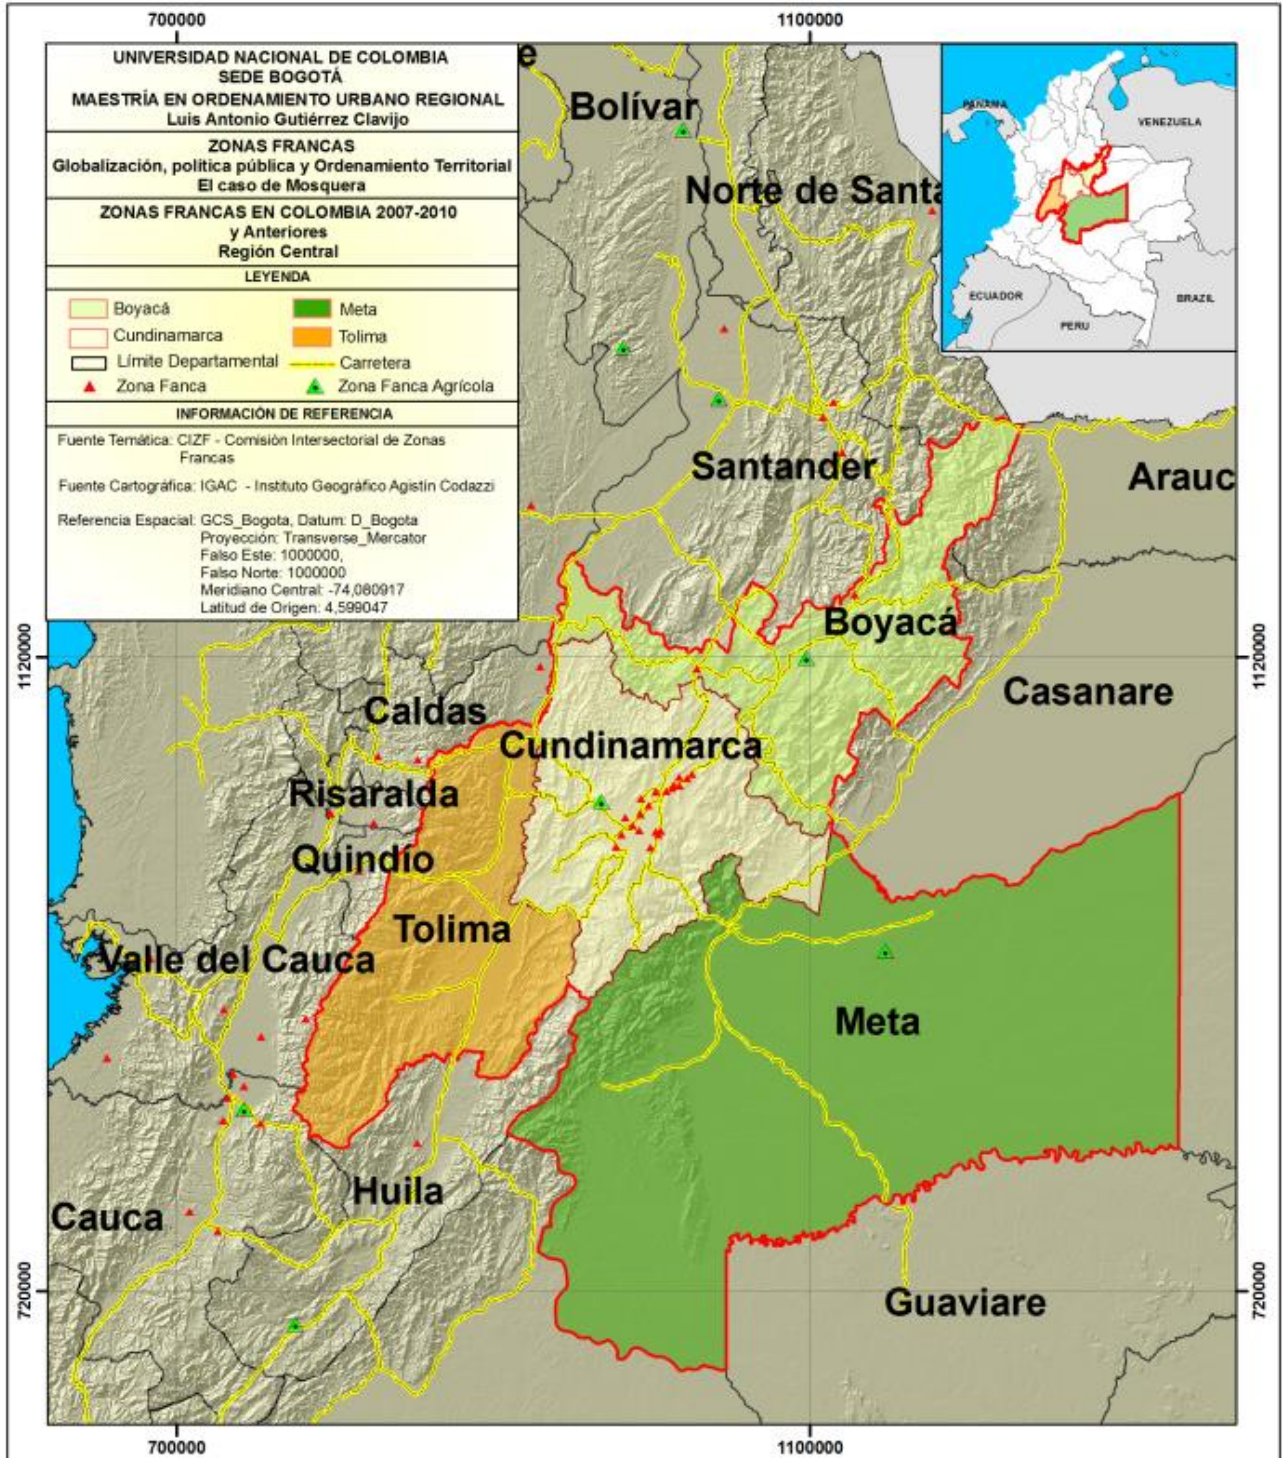 700000
1100000
UNIVERSIDAD NACIONAL DE COLOMBIA
SEDE BOGOTÁ
MAESTRÍA EN ORDENAMIENTO URBANO REGIONAL
Luis Antonio Gutiérrez Clavijo
ZONAS FRANCAS
Globalización, política pública y Ordenamiento Territorial
El caso de Mosquera
ZONAS FRANCAS EN COLOMBIA 2007-2010
y Anteriores
Región Central
LEYENDA
Boyacá
Meta
Cundinamarca
Tolima
Límite Departamental
Carretera
Zona Fanca
Zona Fanca Agrícola
INFORMACIÓN DE REFERENCIA
Fuente Temática: CIZF - Comisión Intersectorial de Zonas
Francas
Fuente Cartográfica: IGAC - Instituto Geográfico Agistín Codazzi
Referencia Espacial: GCS_Bogota, Datum: D_Bogota
Proyección: Transverse_Mercator
Falso Este: 1000000,
Falso Norte: 1000000
Meridiano Central: -74,080917
Latitud de Origen: 4,599047
e
Bolívar
Norte de Santa
PANAMA
VENEZUELA
ECUADOR
PERU
BRAZIL
Santander
Arauc
Boyacá
1120000
1120000
Casanare
Caldas
Cundinamarca
Risaralda
Quindío
Tolima
Valle del Cauca
Meta
Huila
Cauca
720000
720000
Guaviare
700000
1100000